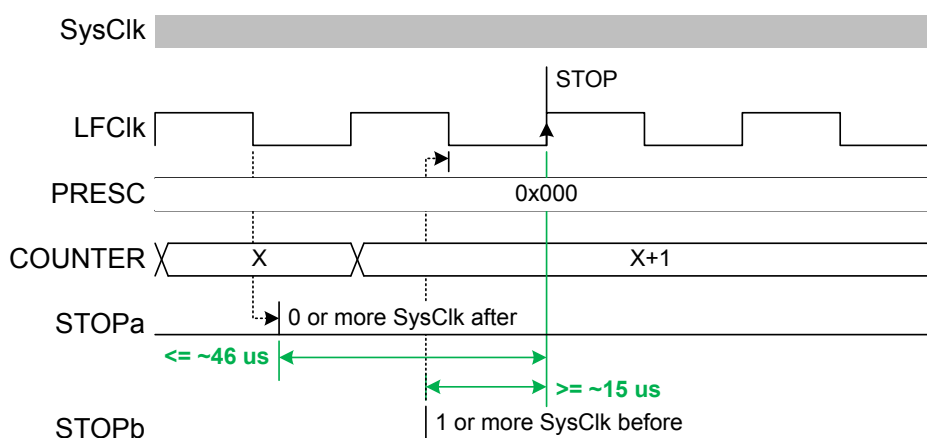 SysClk
STOP
LFClk
PRESC
0x000
COUNTER
X
X+1
STOPa
0 or more SysClk after
<= ~46 us
>= ~15 us
STOPb
1 or more SysClk before